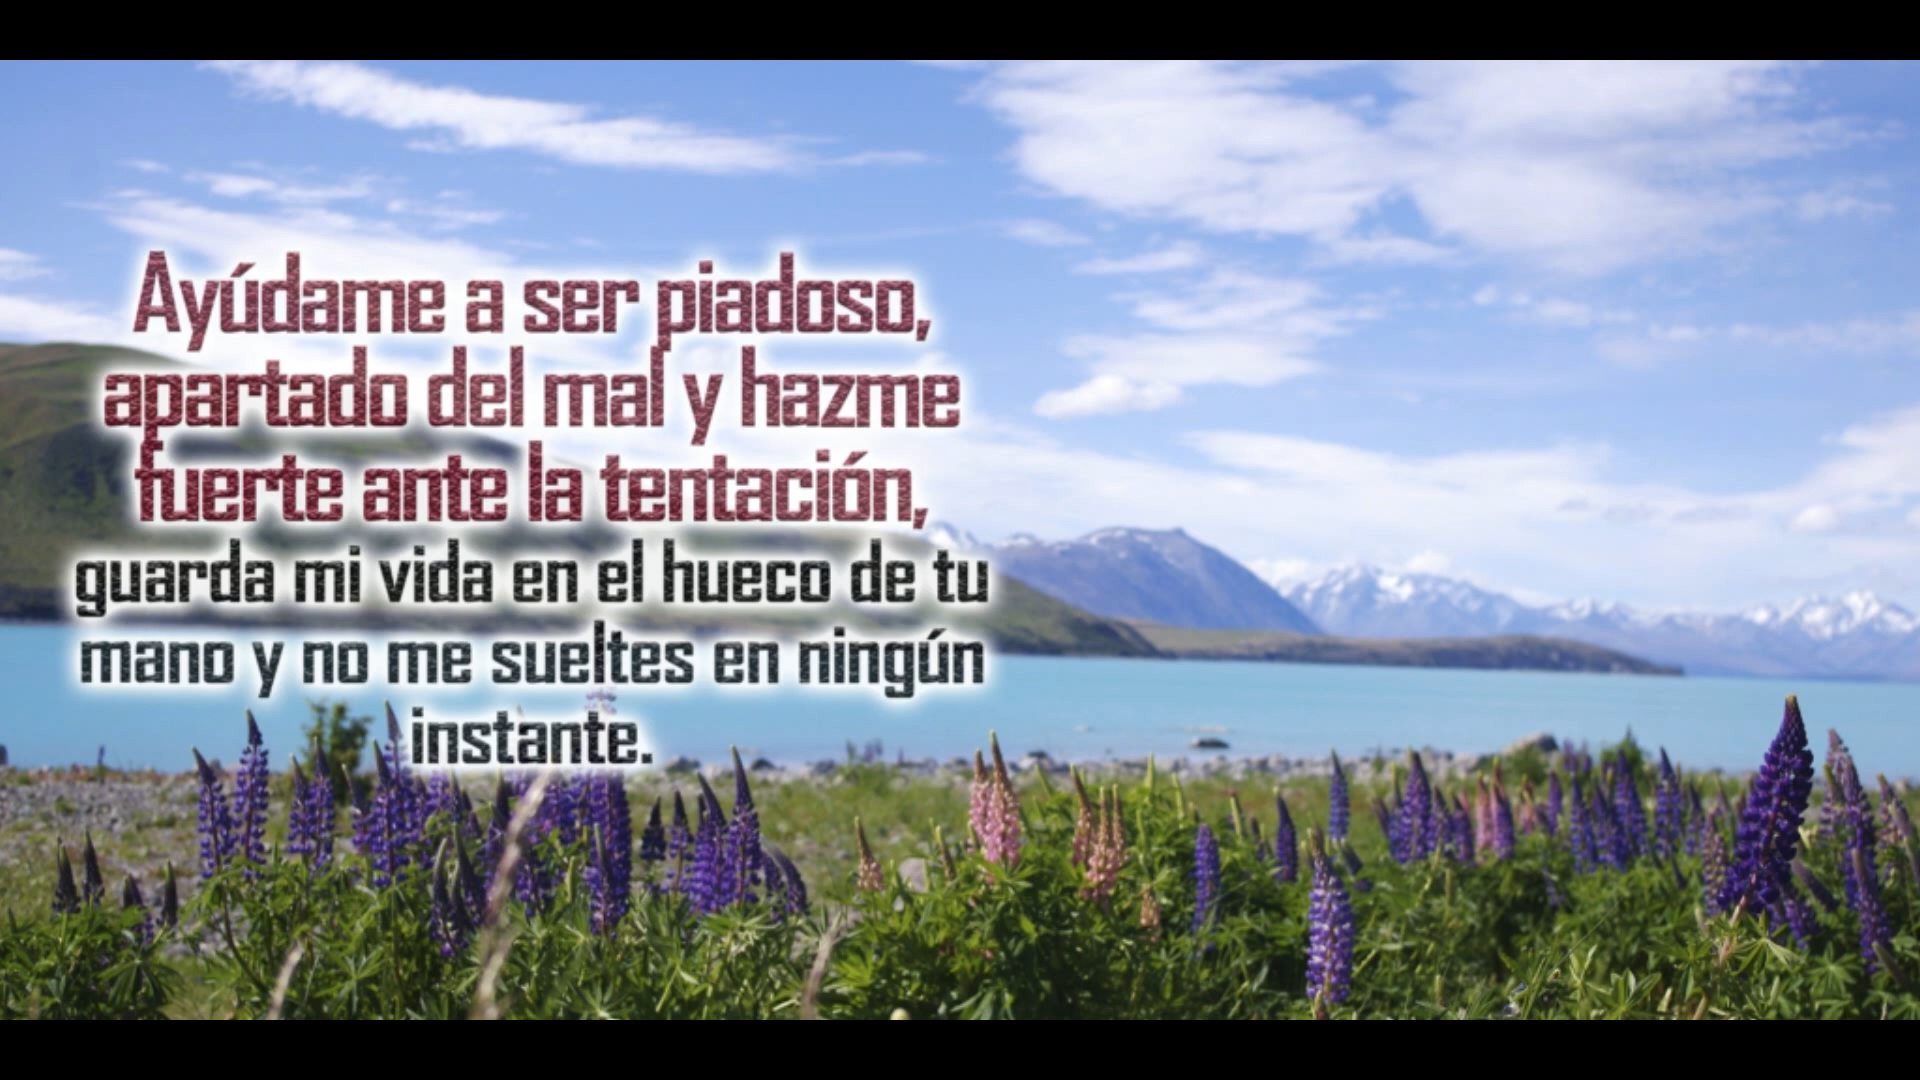 Ayúdame a ser piadoso,
apartado del mal y hazme
fuerte ante la tentación,
guarda mi vida en el hueco de tu
mano y no me sueltes en ningún
instante.